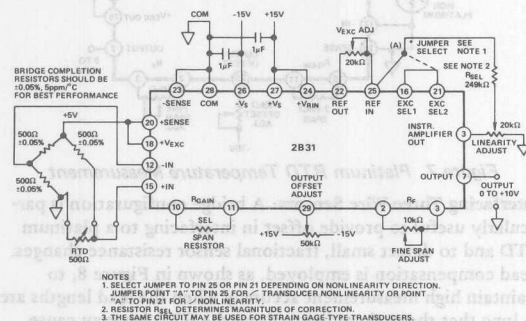 COM -15V +15V
1μF
1μF
VEXC ADJ
20kΩ
(A)
* JUMPER SELECT SEE NOTE 1
SEE NOTE 2
RSEL
249kΩ
BRIDGE COMPLETION
RESISTORS SHOULD BE
±0.05%, 5ppm/°C
FOR BEST PERFORMANCE
+5V
500Ω
±0.05%
500Ω
±0.05%
500Ω
±0.05%
RTD
500Ω
23 28 26 27 24 22 25 16 21
-SENSE COM -VS +VS +VRIN REF OUT REF IN EXC SEL1 EXC SEL2
20 +SENSE
18 +VEXC
12 -IN
15 +IN
2B31
INSTR.
AMPLIFIER
OUT
3
20kΩ
LINEARITY
ADJUST
OUTPUT
OUTPUT
0 TO +10V
RGAIN
10 11
SEL
SPAN
RESISTOR
OUTPUT
OFFSET
ADJUST
29
+15V -15V
50kΩ
RF
2 3
10kΩ
FINE SPAN
ADJUST
NOTES
1. SELECT JUMPER TO PIN 25 OR PIN 21 DEPENDING ON NONLINEARITY DIRECTION.
JUMPER POINT "A" TO PIN 25 FOR TRANSDUCER NONLINEARITY OR POINT
"A" TO PIN 21 FOR NONLINEARITY.
2. RESISTOR RSEL DETERMINES MAGNITUDE OF CORRECTION.
3. THE SAME CIRCUIT MAY BE USED FOR STRAIN GAGE-TYPE TRANSDUCERS.